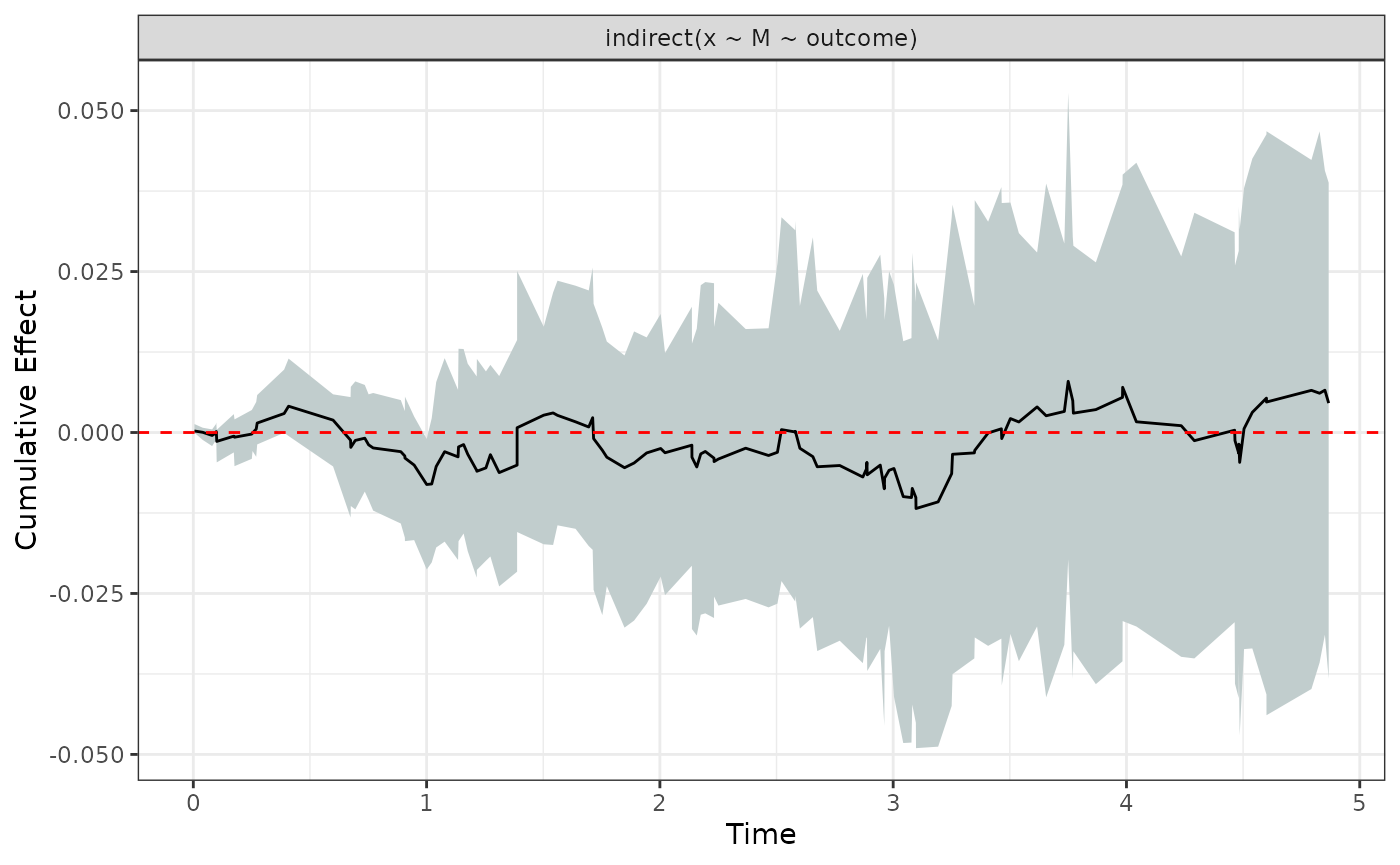 indirect(x ~ M ~ outcome)
Cumulative Effect
0.050
0.025
0.000
-0.025
-0.050
0 1 2 3 4 5
Time